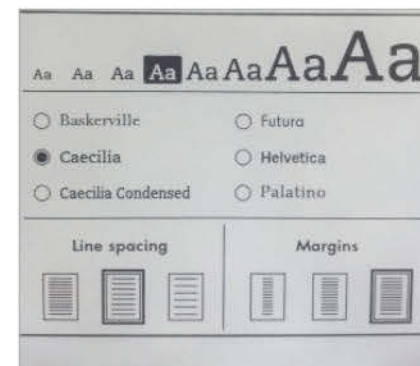 Aa Aa Aa Aa Aa Aa Aa Aa
Baskerville Futura
Caecilia Helvetica
Caecilia Condensed Palatino
Line spacing Margins